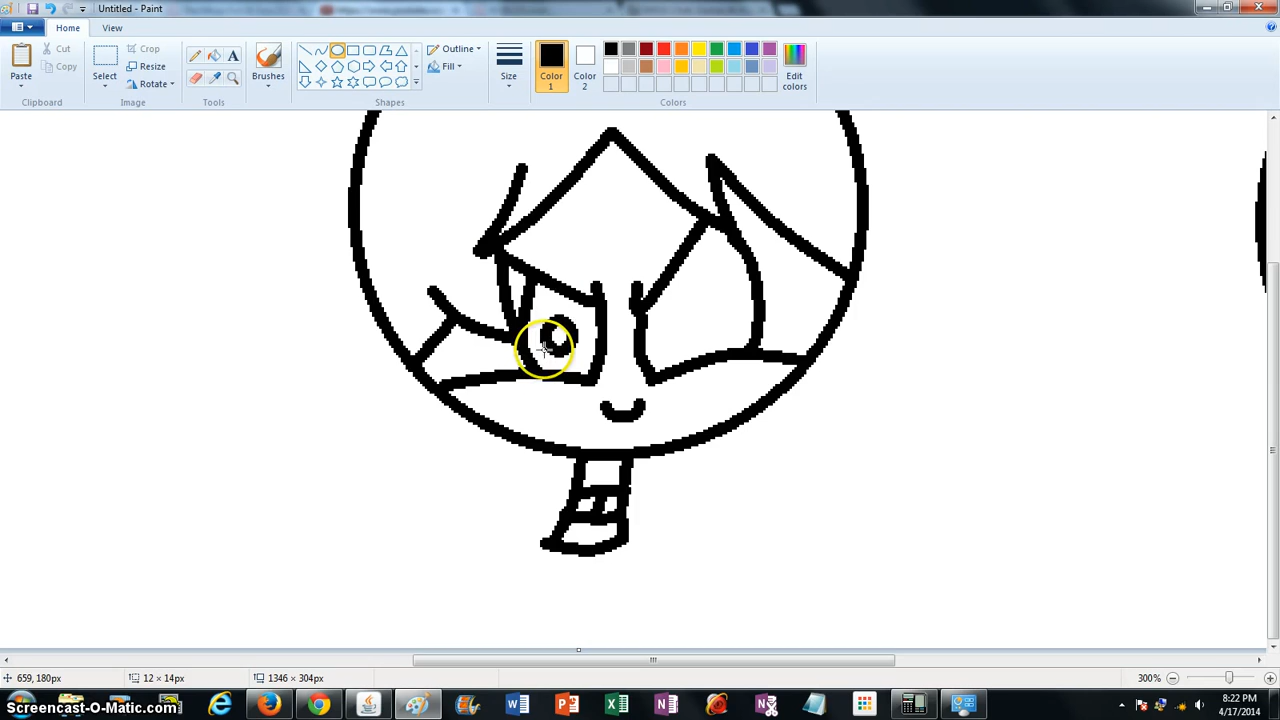 Untitled - Paint
Home View
Paste
Cut
Copy
Clipboard
Select
Crop
Resize
Rotate
Image
A
Tools
Brushes
Shapes
Outline
Fill
Size
Color 1
Color 2
Edit colors
Colors
659, 180px 12 × 14px 1346 × 304px 300%
Screencast-O-Matic.com
8:22 PM
4/17/2014